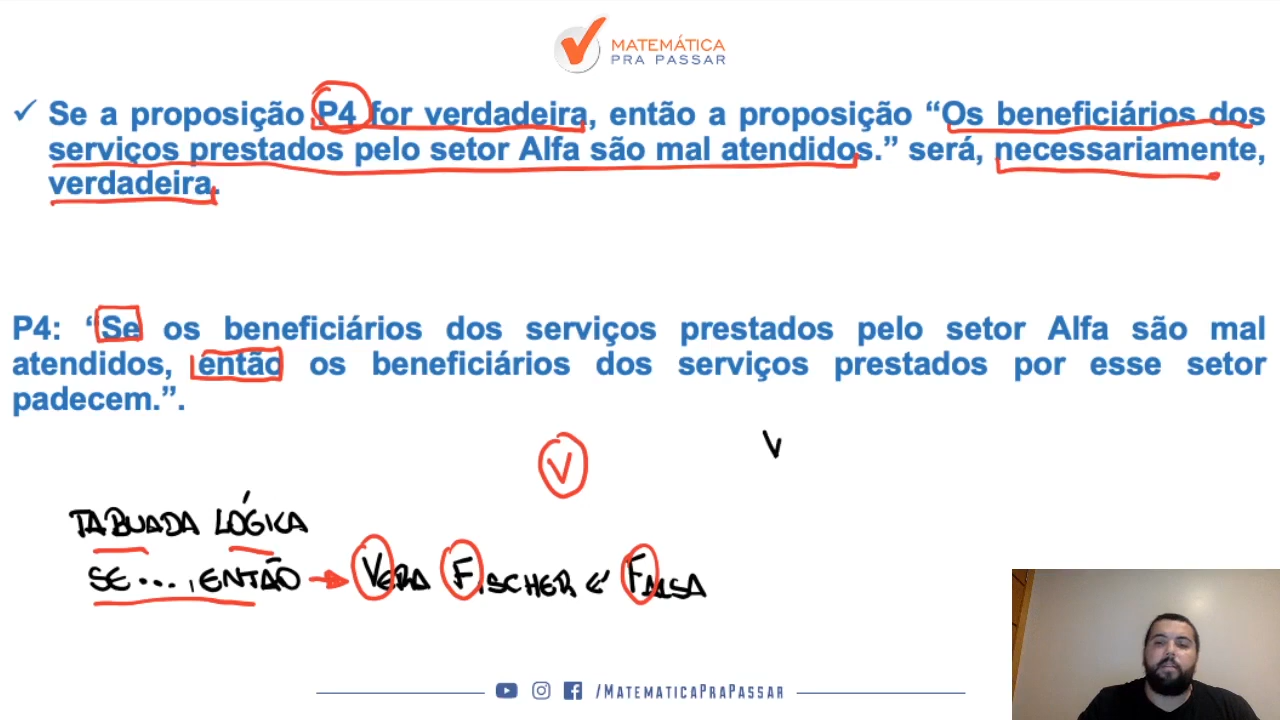 MATEMÁTICA
PRA PASSAR
✓ Se a proposição P4 for verdadeira, então a proposição “Os beneficiários dos
serviços prestados pelo setor Alfa são mal atendidos.” será, necessariamente,
verdadeira.
P4: “Se os beneficiários dos serviços prestados pelo setor Alfa são mal
atendidos, então os beneficiários dos serviços prestados por esse setor
padecem.”.
V
V
TABUADA LÓGICA
SE..., ENTÃO → VERA FISCHER É FALSA
/MATEMATICAPRAPASSAR